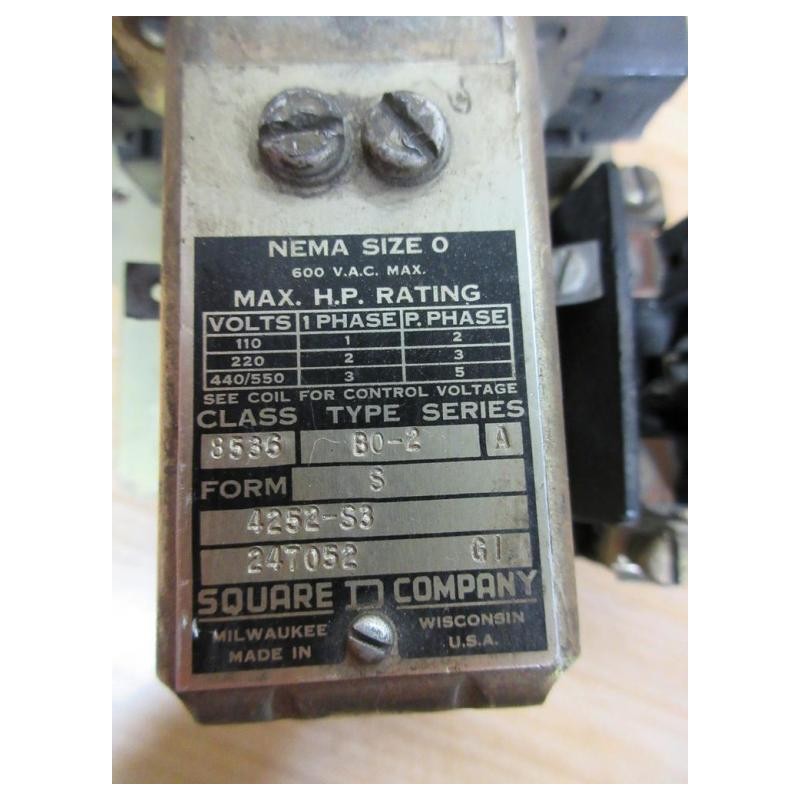 NEMA SIZE 0
600 V.A.C. MAX.
MAX. H.P. RATING
VOLTS 1 PHASE P. PHASE
110 1 2
220 2 3
440/550 3 5
SEE COIL FOR CONTROL VOLTAGE
CLASS TYPE SERIES
8536 BO-2 A
FORM S
4252-S3
247052 G1
SQUARE D COMPANY
MILWAUKEE WISCONSIN
MADE IN U.S.A.